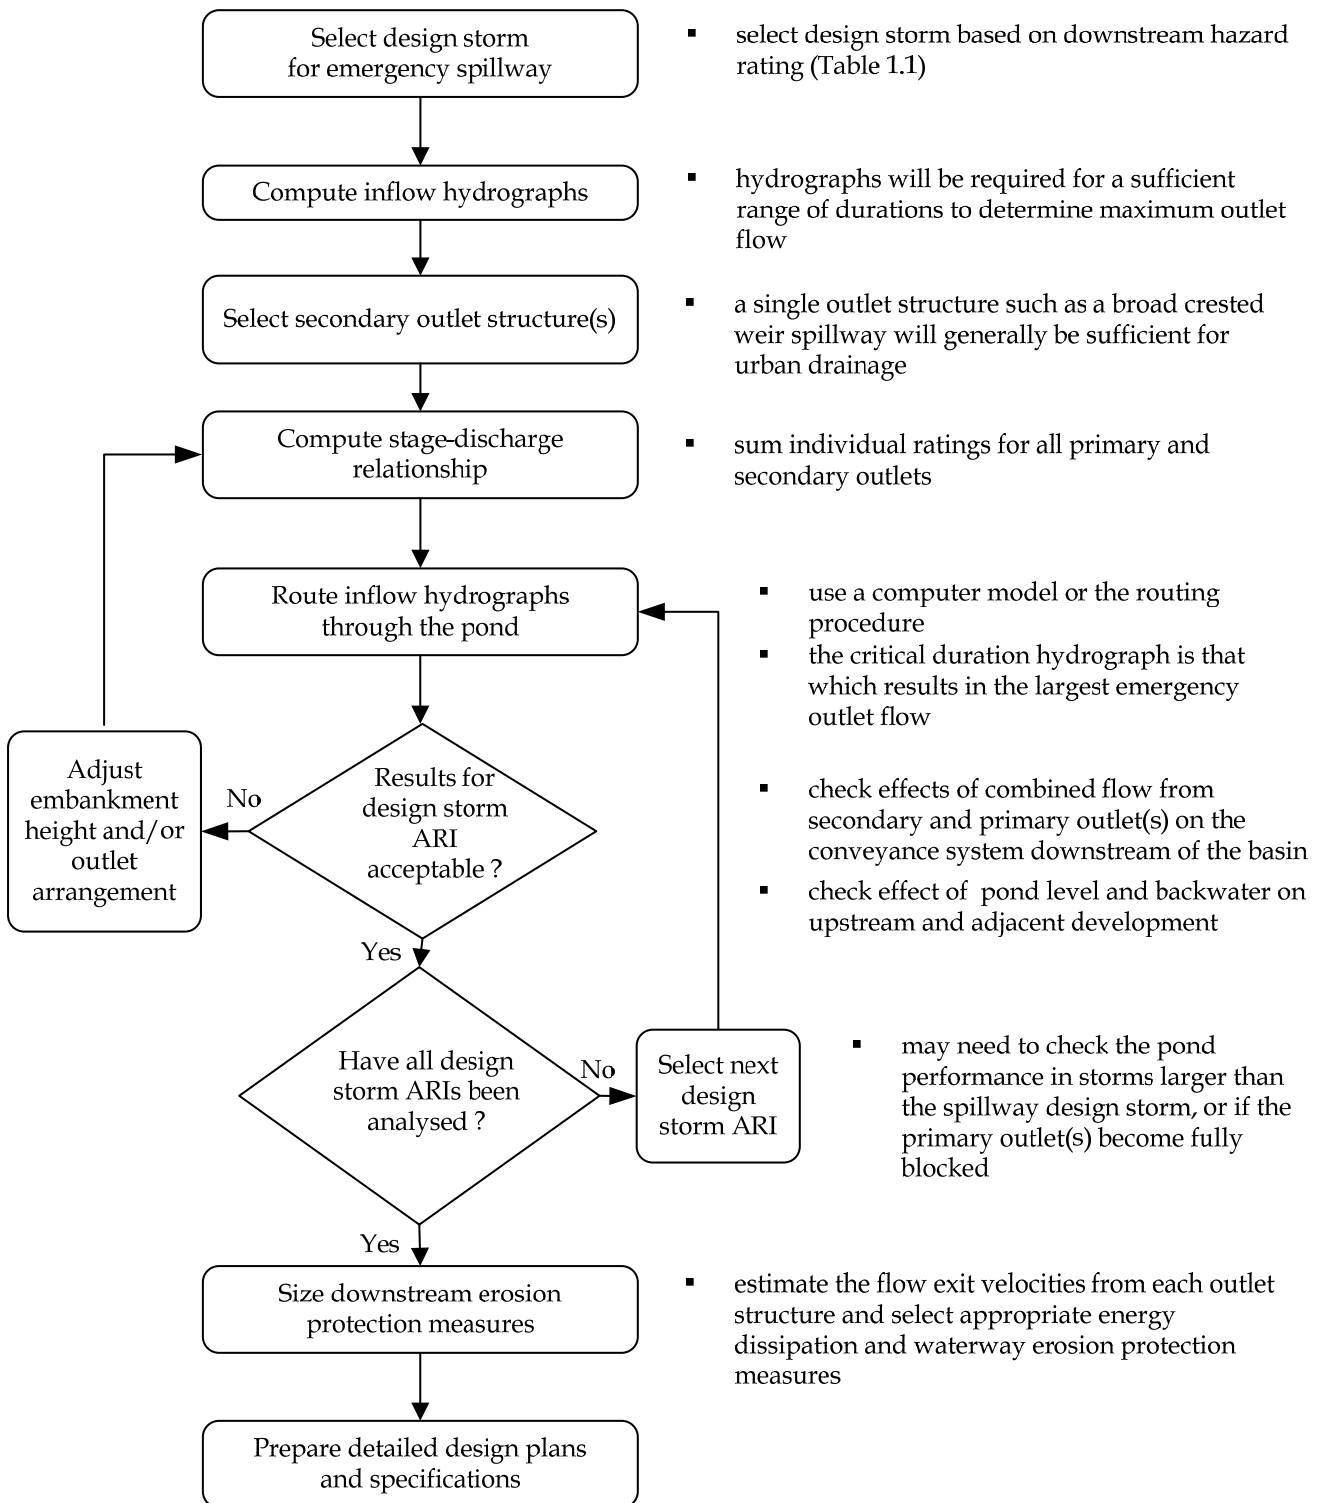 Select design storm
for emergency spillway
▪ select design storm based on downstream hazard
rating (Table 1.1)
Compute inflow hydrographs
▪ hydrographs will be required for a sufficient
range of durations to determine maximum outlet
flow
Select secondary outlet structure(s)
▪ a single outlet structure such as a broad crested
weir spillway will generally be sufficient for
urban drainage
Compute stage-discharge
relationship
▪ sum individual ratings for all primary and
secondary outlets
Route inflow hydrographs
through the pond
▪ use a computer model or the routing
procedure
▪ the critical duration hydrograph is that
which results in the largest emergency
outlet flow
Adjust
embankment
height and/or
outlet
arrangement
No
Results for
design storm
ARI
acceptable ?
▪ check effects of combined flow from
secondary and primary outlet(s) on the
conveyance system downstream of the basin
▪ check effect of pond level and backwater on
upstream and adjacent development
Yes
Have all design
storm ARIs been
analysed ?
No
Select next
design
storm ARI
▪ may need to check the pond
performance in storms larger than
the spillway design storm, or if the
primary outlet(s) become fully
blocked
Yes
Size downstream erosion
protection measures
▪ estimate the flow exit velocities from each outlet
structure and select appropriate energy
dissipation and waterway erosion protection
measures
Prepare detailed design plans
and specifications